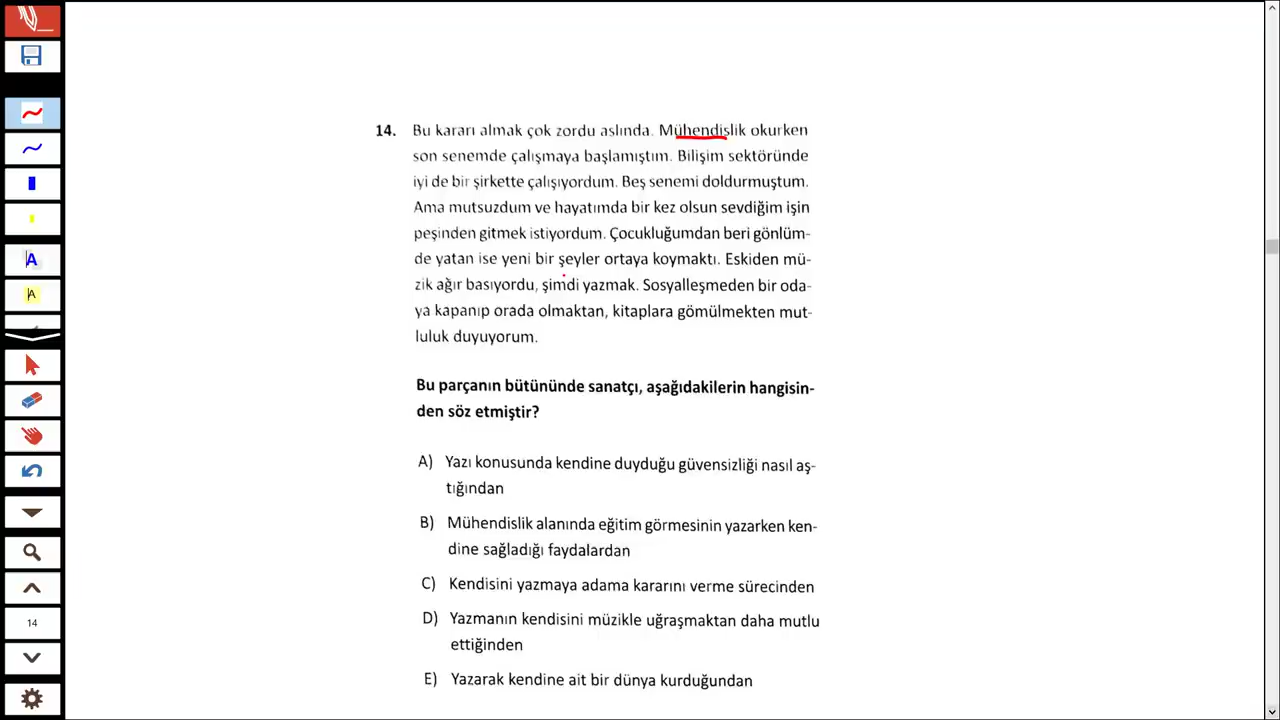 14. Bu kararı almak çok zordu aslında. Mühendislik okurken
son senemde çalışmaya başlamıştım. Bilişim sektöründe
iyi de bir şirkette çalışıyordum. Beş senemi doldurmuştum.
Ama mutsuzdum ve hayatımda bir kez olsun sevdiğim işin
peşinden gitmek istiyordum. Çocukluğumdan beri gönlüm-
de yatan ise yeni bir şeyler ortaya koymaktı. Eskiden mü-
zik ağır basıyordu, şimdi yazmak. Sosyalleşmeden bir oda-
ya kapanıp orada olmaktan, kitaplara gömülmekten mut-
luluk duyuyorum.
Bu parçanın bütününde sanatçı, aşağıdakilerin hangisin-
den söz etmiştir?
A) Yazı konusunda kendine duyduğu güvensizliği nasıl aş-
tığından
B) Mühendislik alanında eğitim görmesinin yazarken ken-
dine sağladığı faydalardan
C) Kendisini yazmaya adama kararını verme sürecinden
D) Yazmanın kendisini müzikle uğraşmaktan daha mutlu
ettiğinden
E) Yazarak kendine ait bir dünya kurduğundan
A
A
14